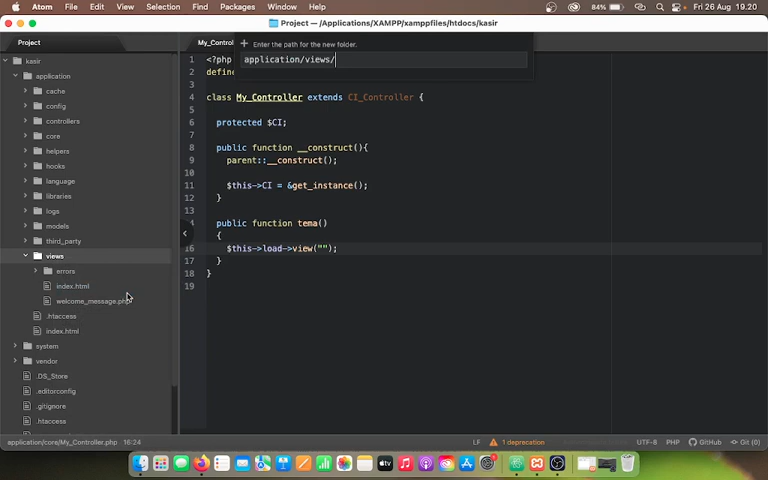 Atom File Edit View Selection Find Packages Window Help 84% Fri 26 Aug 19.20
Project — /Applications/XAMPP/xamppfiles/htdocs/kasir
Project
kasir
application
cache
config
controllers
core
helpers
hooks
language
libraries
logs
models
third_party
views
errors
index.html
welcome_message.php
.htaccess
index.html
system
vendor
.DS_Store
.editorconfig
.gitignore
.htaccess
My_Control
Enter the path for the new folder.
application/views/
1 <?php
2 define
3
4 class My_Controller extends CI_Controller {
5
6 protected $CI;
7
8 public function __construct(){
9 parent::__construct();
10
11 $this->CI = &get_instance();
12 }
13
14 public function tema()
15 {
16 $this->load->view("");
17 }
18 }
19
application/core/My_Controller.php 16:24 LF 1 deprecation UTF-8 PHP GitHub Git (0)